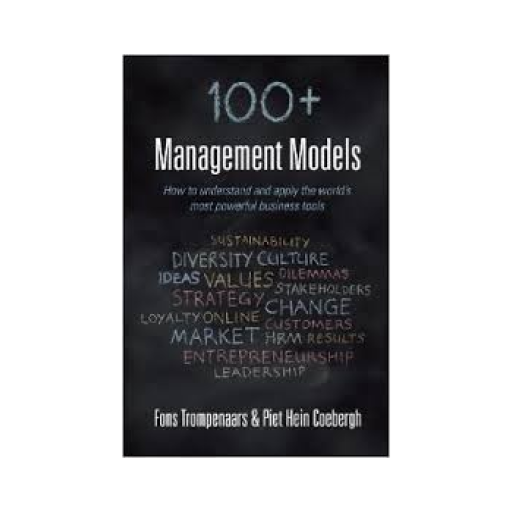 100+
Management Models
How to understand and apply the world's
most powerful business tools
SUSTAINABILITY
DIVERSITY CULTURE
IDEAS VALUES DILEMMAS
STAKEHOLDERS
STRATEGY CHANGE
LOYALTY ONLINE CUSTOMERS
MARKET HRM RESULTS
ENTREPRENEURSHIP
LEADERSHIP
Fons Trompenaars & Piet Hein Coebergh